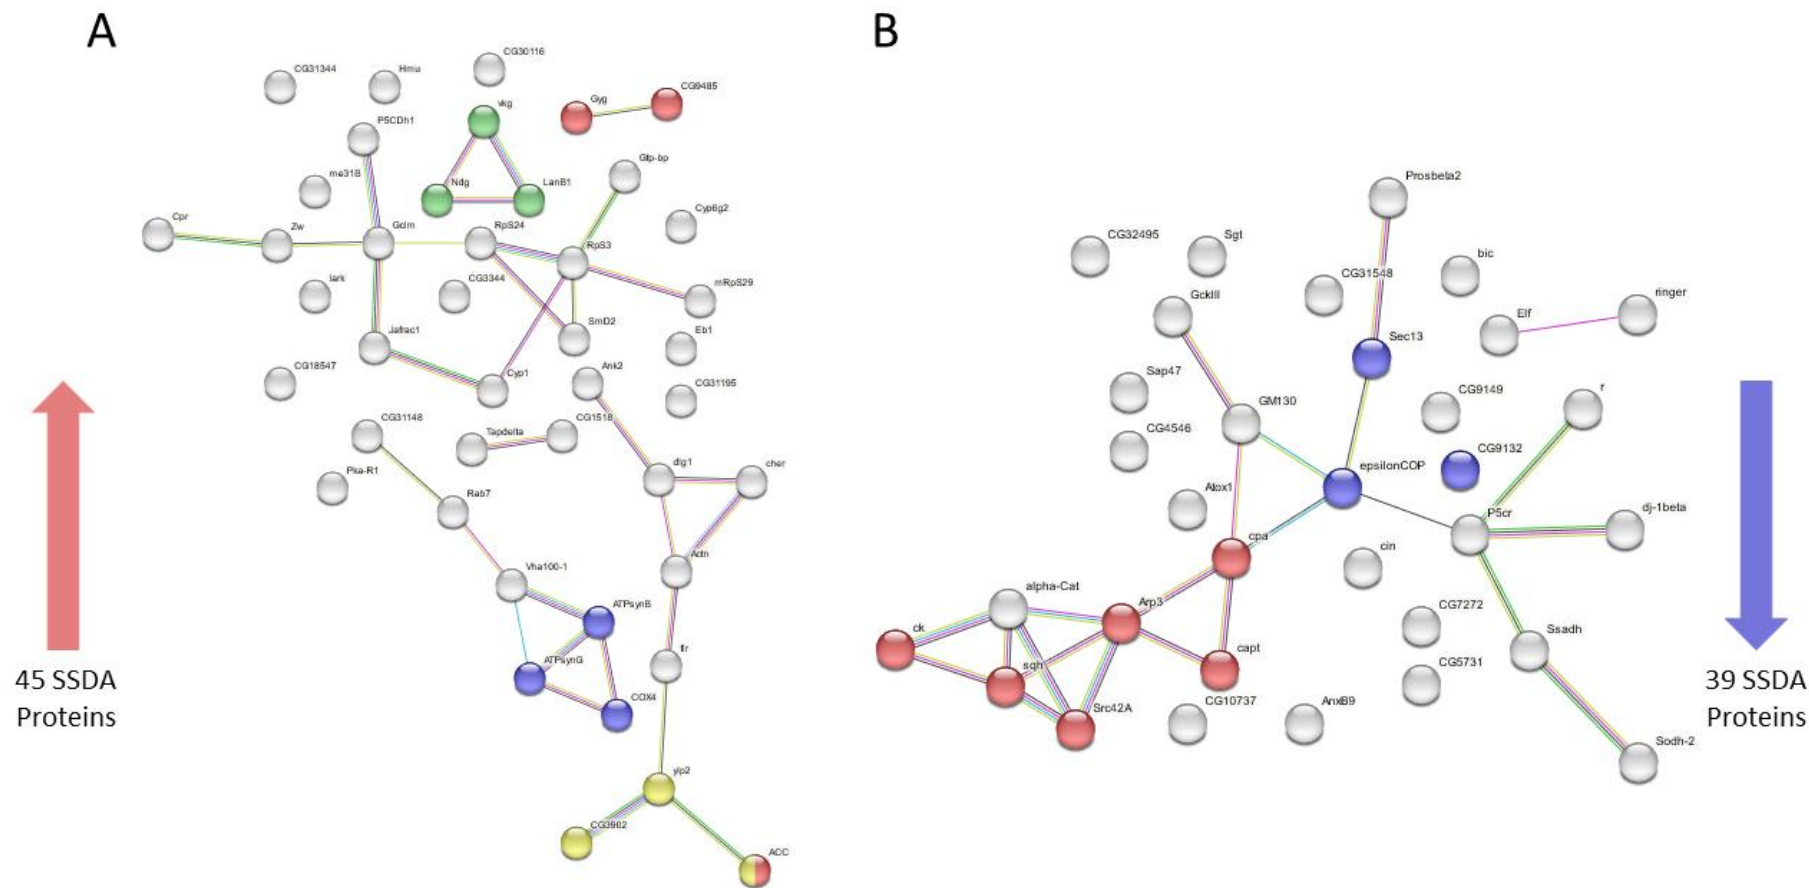 A
B
CG31344
Hmu
CG30116
vkg
Gyg
CG9485
P5CDh1
me31B
Ndg
LanB1
Gtp-bp
Cpr
Zw
Gclm
RpS24
RpS3
Cyp6g2
lark
CG3344
SmD2
mRpS29
Eb1
Jafrac1
Cyp1
CG18547
Ank2
CG31195
CG31148
Tapdelta
CG1518
Pka-R1
Rab7
dlg1
cher
Actn
Vha100-1
ATPsynB
ATPsynG
COX4
flr
yip2
CG3902
ACC
45 SSDA
Proteins
Prosbeta2
CG32495
Sgt
CG31548
bic
GckIII
Elf
ringer
Sec13
Sap47
GM130
CG9149
r
CG4546
epsilonCOP
CG9132
Alox1
P5cr
dj-1beta
cpa
cin
alpha-Cat
Arp3
CG7272
Ssadh
ck
sqh
capt
CG5731
Src42A
CG10737
AnxB9
Sodh-2
39 SSDA
Proteins